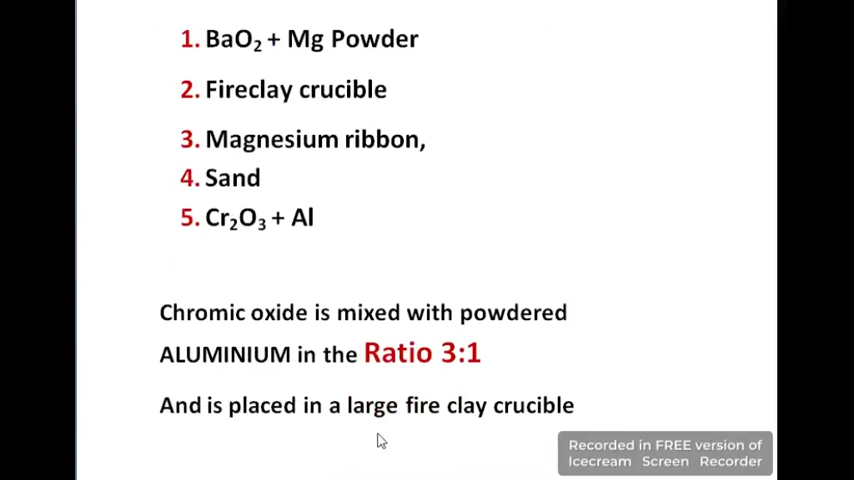 1. BaO₂ + Mg Powder
2. Fireclay crucible
3. Magnesium ribbon,
4. Sand
5. Cr₂O₃ + Al
Chromic oxide is mixed with powdered
ALUMINIUM in the Ratio 3:1
And is placed in a large fire clay crucible
Recorded in FREE version of
Icecream Screen Recorder